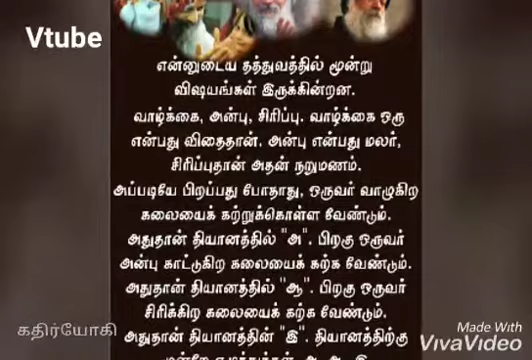 Vtube
என்னுடைய தத்துவத்தில் மூன்று
விஷயங்கள் இருக்கின்றன.
வாழ்க்கை, அன்பு, சிரிப்பு. வாழ்க்கை ஒரு
என்பது விதைதான். அன்பு என்பது மலர்,
சிரிப்புதான் அதன் நறுமணம்.
அப்படியே பிறப்பது போதாது, ஒருவர் வாழுகிற
கலையைக் கற்றுக்கொள்ள வேண்டும்.
அதுதான் தியானத்தில் "அ". பிறகு ஒருவர்
அன்பு காட்டுகிற கலையைக் கற்க வேண்டும்.
அதுதான் தியானத்தில் "ஆ". பிறகு ஒருவர்
சிரிக்கிற கலையைக் கற்க வேண்டும்.
அதுதான் தியானத்தின் "இ". தியானத்திற்கு
கதிர்யோகி
Made With
VivaVideo